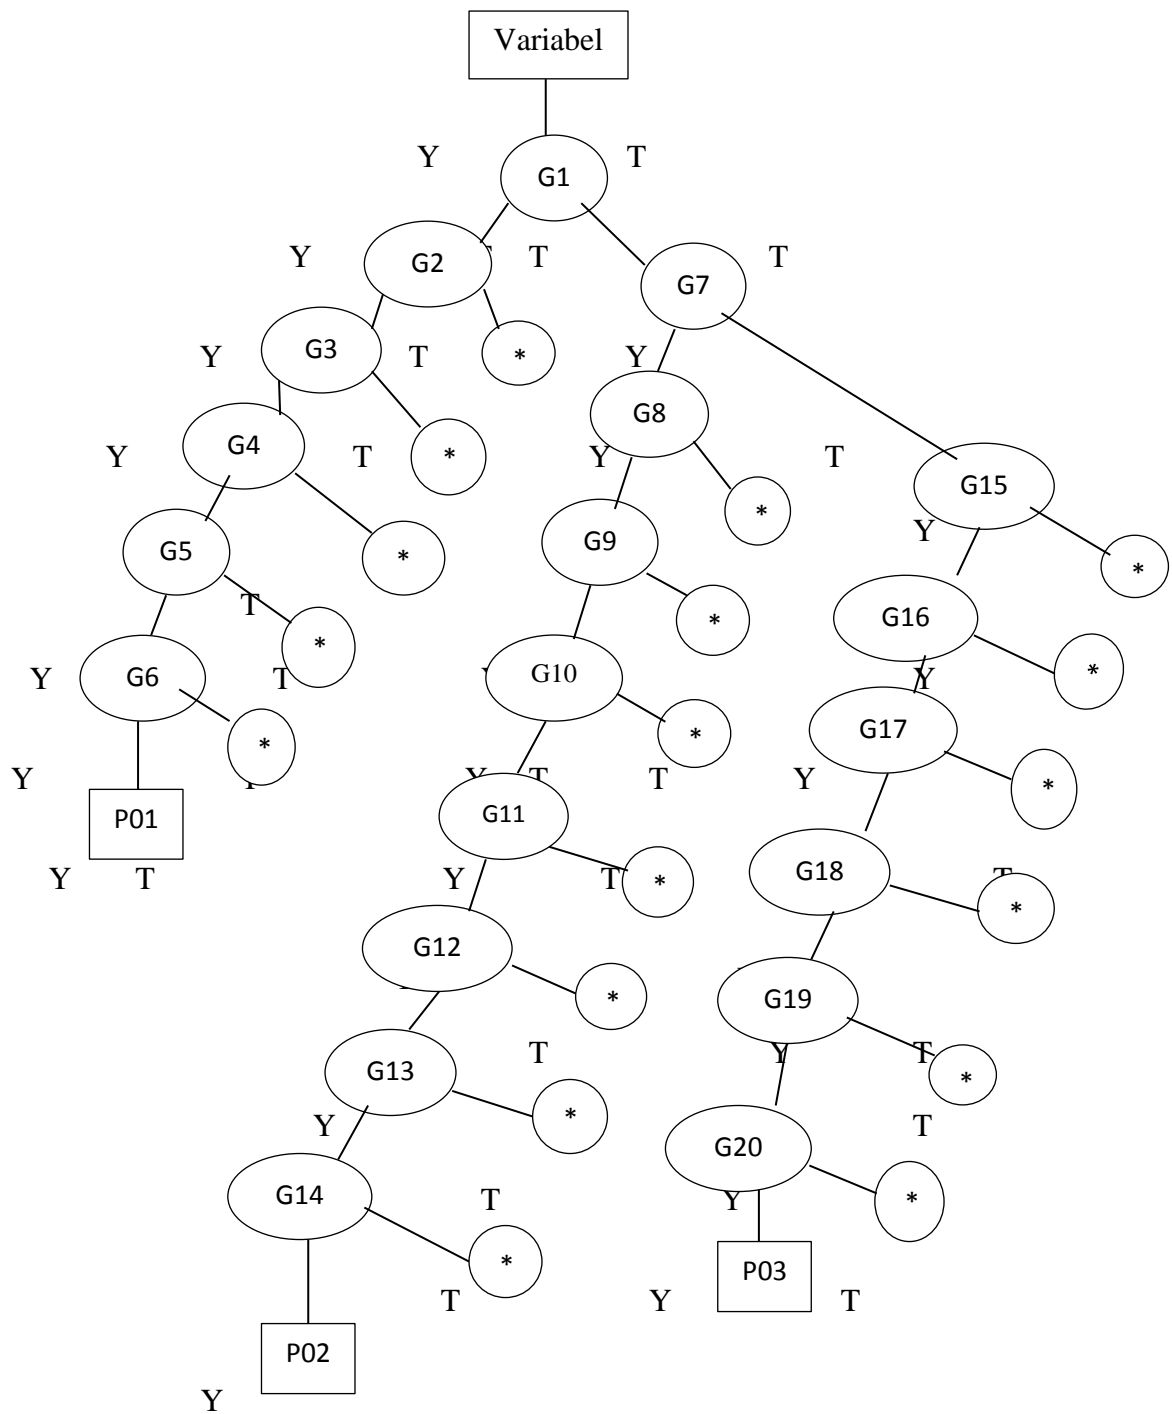 Variabel
Y T
G1
Y T T
G2
G7
Y G3 T * Y
G8
Y G4 T * Y T
G15
*
Y
G5 * G9
*
T
G16
*
*
Y G6 T G10 * Y
*
G17
*
Y Y T T Y
*
P01 G11
Y T Y T * G18 T
*
G12
* G19
T Y T
G13 *
*
Y T
G20
G14 T Y *
*
P03
T Y T
P02
Y